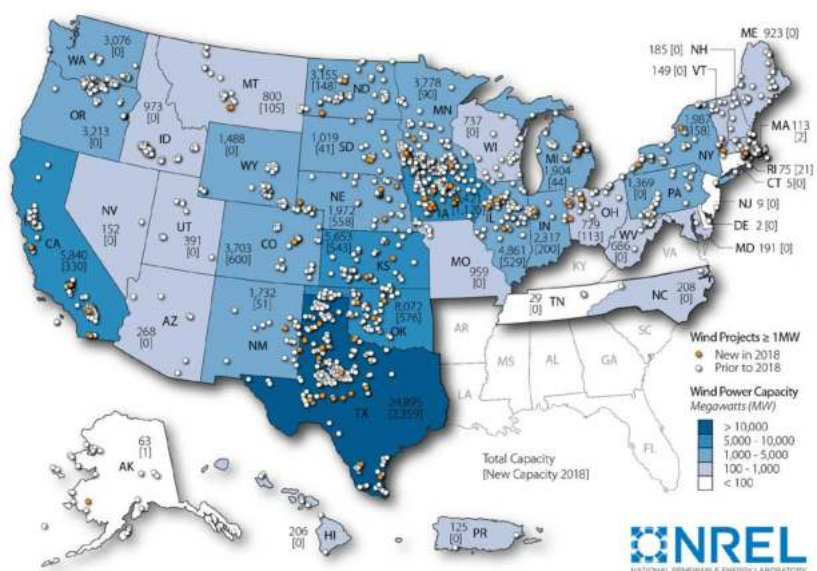 3,076
[0]
WA
3,213
[0]
OR
973
[0]
ID
MT
800
[105]
3,155
[148]
ND
3,778
[90]
MN
737
[0]
WI
ME 923 [0]
185 [0] NH
149 [0] VT
MA 113
[2]
RI 75 [21]
CT 5[0]
NJ 9 [0]
DE 2 [0]
MD 191 [0]
1,987
[158]
NY
1,369
[0]
PA
MI
1,904
[44]
1,019
[41]
SD
1,488
[0]
WY
NE
1,972
[558]
IA
IL
4,861
[529]
IN
2,317
[200]
OH
729
[113]
WV
686
[0]
VA
KY
NV
152
[0]
UT
391
[0]
CO
3,703
[600]
5,653
[543]
KS
MO
959
[0]
CA
5,840
[330]
AZ
268
[0]
1,732
[51]
NM
8,072
[576]
OK
29
[0]
TN
208
[0]
NC
AR
SC
MS
AL
GA
LA
FL
TX
24,895
[2,359]
63
[1]
AK
206
[0]
HI
125
[0]
PR
Total Capacity
[New Capacity 2018]
Wind Projects ≥ 1MW
New in 2018
Prior to 2018
Wind Power Capacity
Megawatts (MW)
> 10,000
5,000 - 10,000
1,000 - 5,000
100 - 1,000
< 100
NREL
NATIONAL RENEWABLE ENERGY LABORATORY